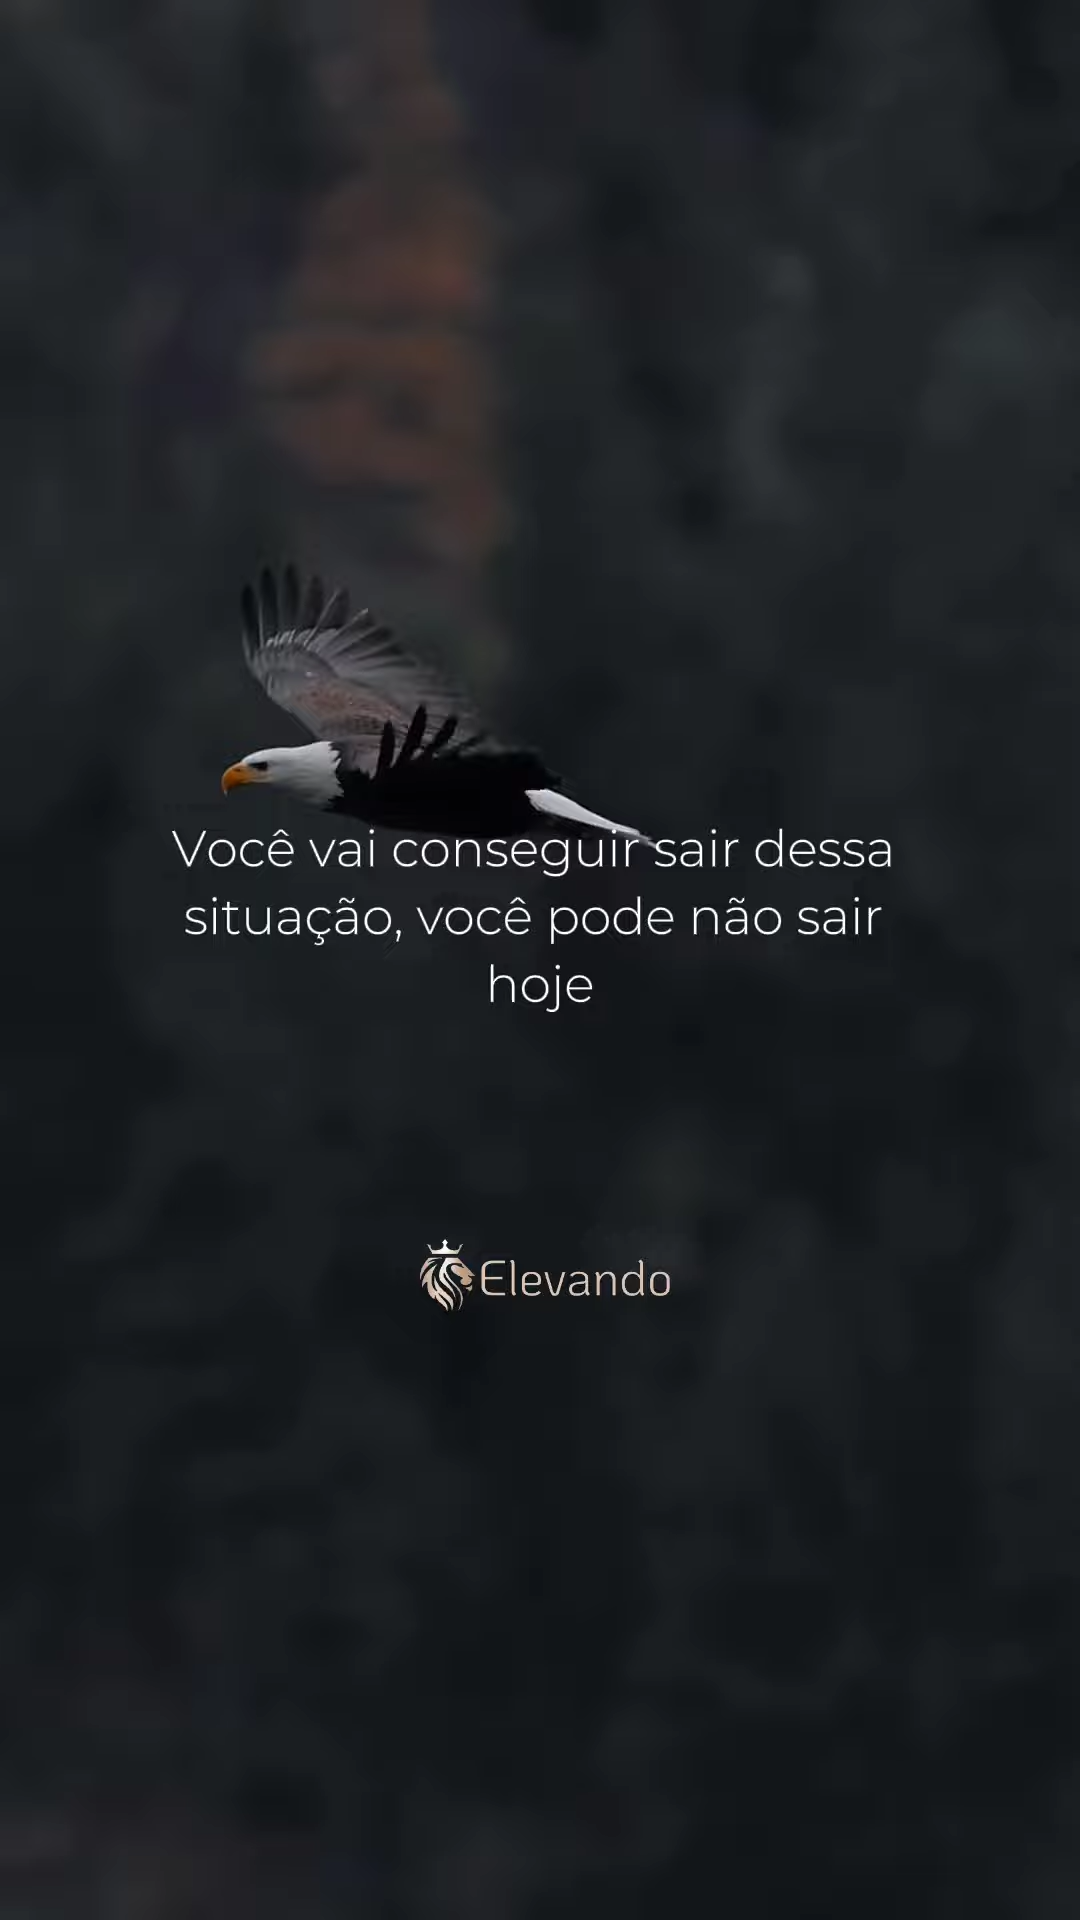 Você vai conseguir sair dessa
situação, você pode não sair
hoje
Elevando